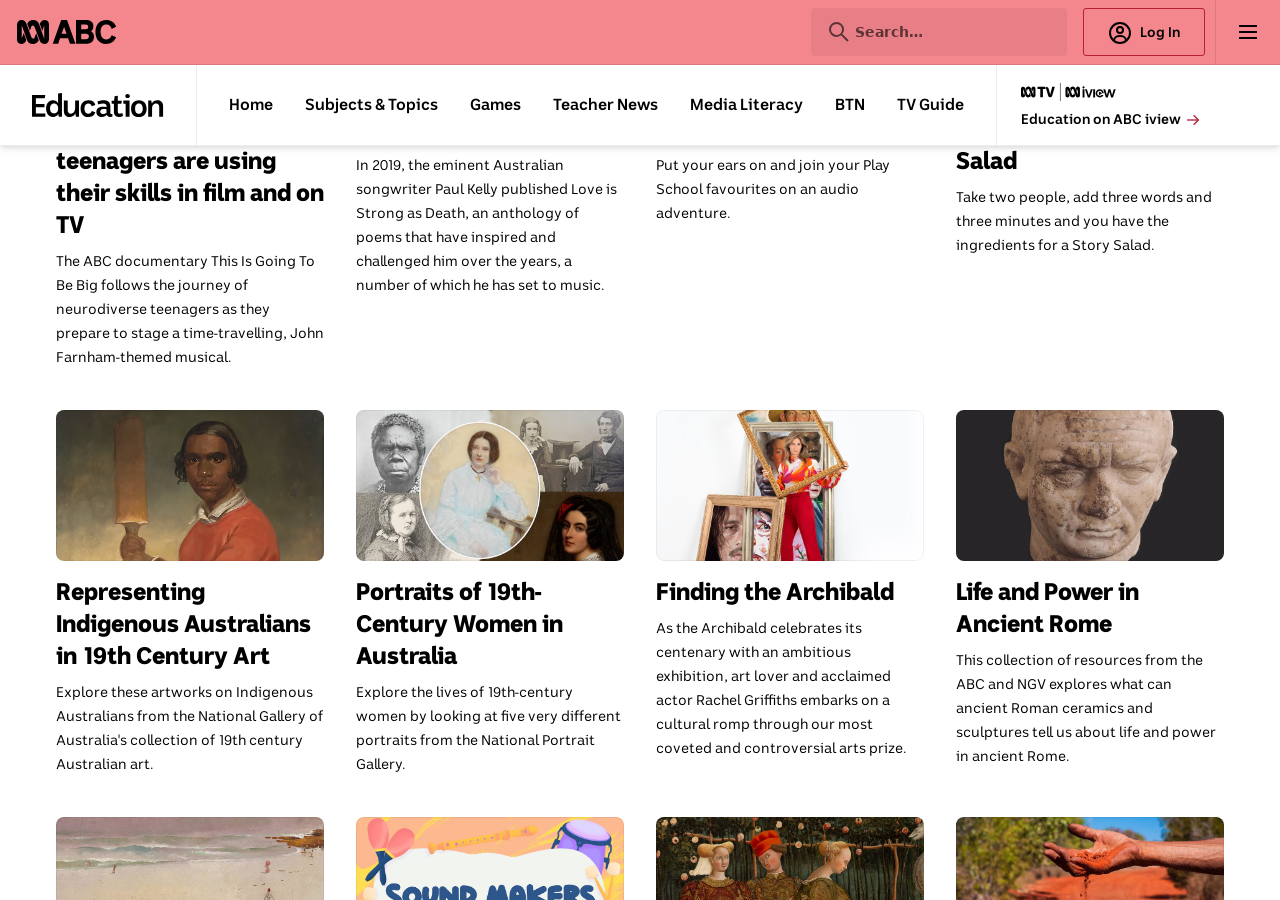 ABC
Search...
Log In
Education
Home
Subjects & Topics
Games
Teacher News
Media Literacy
BTN
TV Guide
TV | iview
Education on ABC iview →
teenagers are using
their skills in film and on
TV
The ABC documentary This Is Going To
Be Big follows the journey of
neurodiverse teenagers as they
prepare to stage a time-travelling, John
Farnham-themed musical.
In 2019, the eminent Australian
songwriter Paul Kelly published Love is
Strong as Death, an anthology of
poems that have inspired and
challenged him over the years, a
number of which he has set to music.
Put your ears on and join your Play
School favourites on an audio
adventure.
Salad
Take two people, add three words and
three minutes and you have the
ingredients for a Story Salad.
Representing
Indigenous Australians
in 19th Century Art
Explore these artworks on Indigenous
Australians from the National Gallery of
Australia's collection of 19th century
Australian art.
Portraits of 19th-
Century Women in
Australia
Explore the lives of 19th-century
women by looking at five very different
portraits from the National Portrait
Gallery.
Finding the Archibald
As the Archibald celebrates its
centenary with an ambitious
exhibition, art lover and acclaimed
actor Rachel Griffiths embarks on a
cultural romp through our most
coveted and controversial arts prize.
Life and Power in
Ancient Rome
This collection of resources from the
ABC and NGV explores what can
ancient Roman ceramics and
sculptures tell us about life and power
in ancient Rome.
SOUND MAKERS